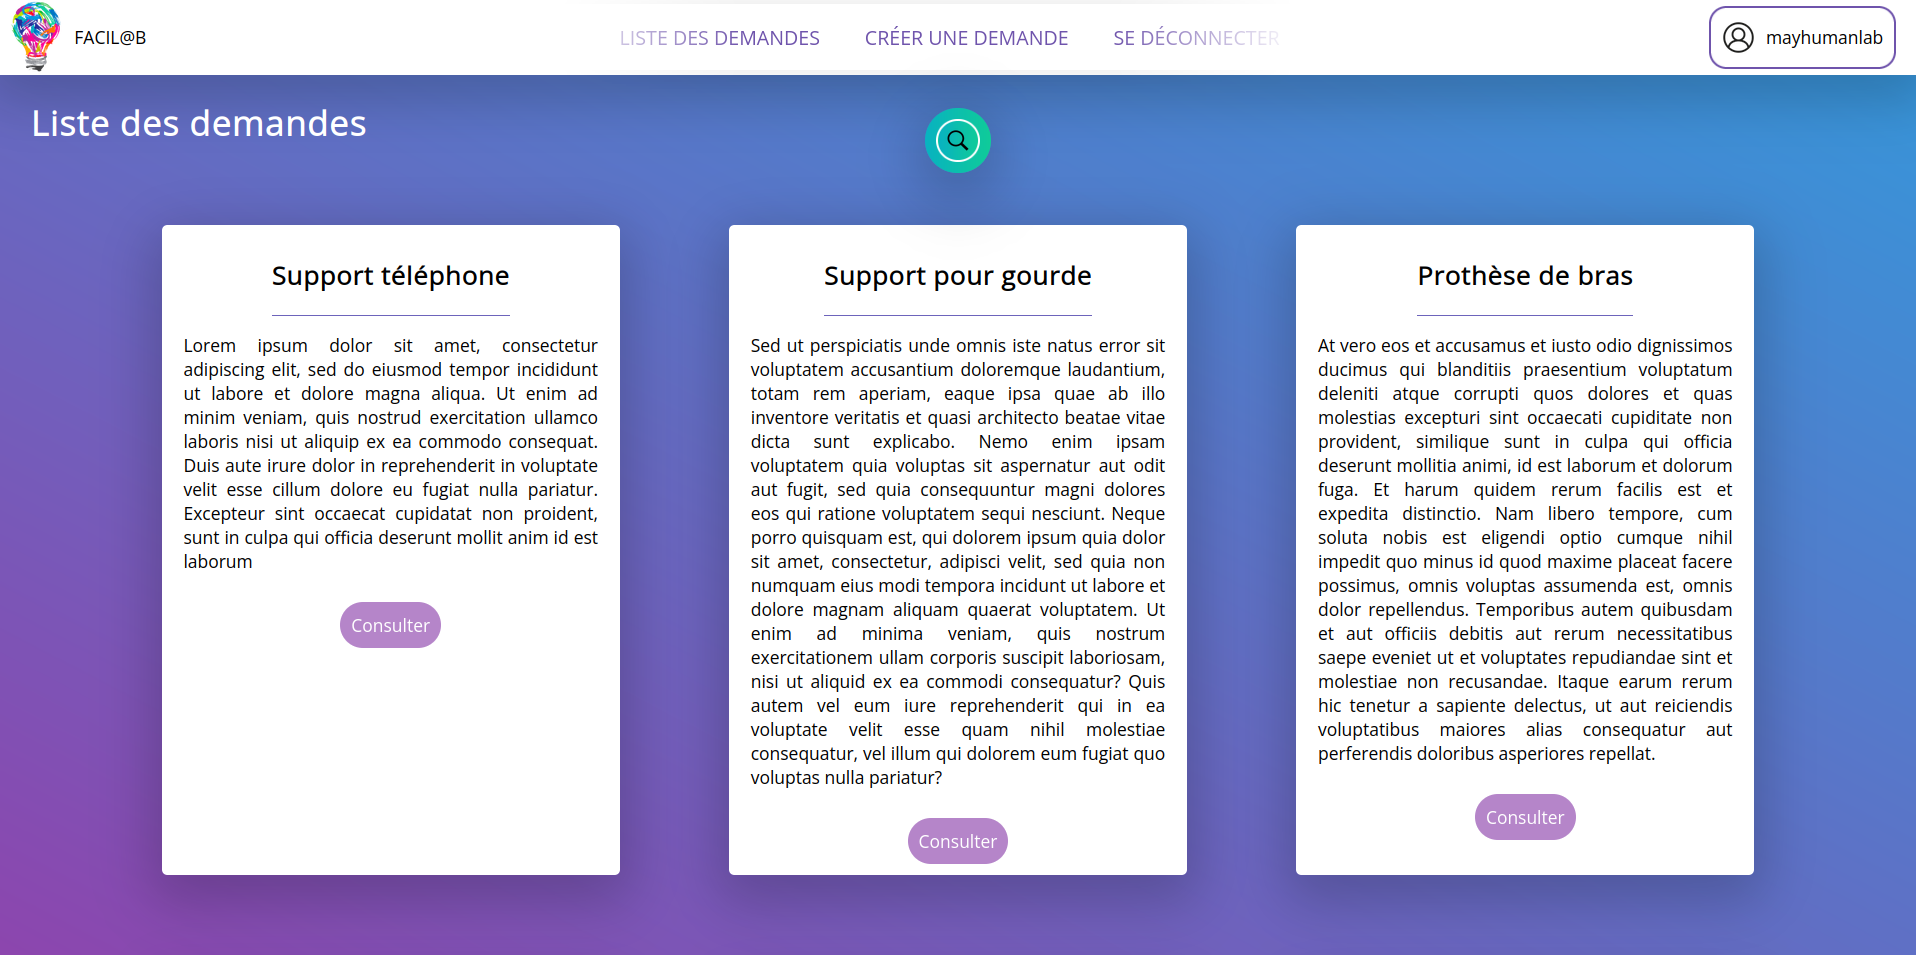 FACIL@B
LISTE DES DEMANDES
CRÉER UNE DEMANDE
SE DÉCONNECTER
mayhumanlab
Liste des demandes
Support téléphone
Lorem ipsum dolor sit amet, consectetur
adipiscing elit, sed do eiusmod tempor incididunt
ut labore et dolore magna aliqua. Ut enim ad
minim veniam, quis nostrud exercitation ullamco
laboris nisi ut aliquip ex ea commodo consequat.
Duis aute irure dolor in reprehenderit in voluptate
velit esse cillum dolore eu fugiat nulla pariatur.
Excepteur sint occaecat cupidatat non proident,
sunt in culpa qui officia deserunt mollit anim id est
laborum
Consulter
Support pour gourde
Sed ut perspiciatis unde omnis iste natus error sit
voluptatem accusantium doloremque laudantium,
totam rem aperiam, eaque ipsa quae ab illo
inventore veritatis et quasi architecto beatae vitae
dicta sunt explicabo. Nemo enim ipsam
voluptatem quia voluptas sit aspernatur aut odit
aut fugit, sed quia consequuntur magni dolores
eos qui ratione voluptatem sequi nesciunt. Neque
porro quisquam est, qui dolorem ipsum quia dolor
sit amet, consectetur, adipisci velit, sed quia non
numquam eius modi tempora incidunt ut labore et
dolore magnam aliquam quaerat voluptatem. Ut
enim ad minima veniam, quis nostrum
exercitationem ullam corporis suscipit laboriosam,
nisi ut aliquid ex ea commodi consequatur? Quis
autem vel eum iure reprehenderit qui in ea
voluptate velit esse quam nihil molestiae
consequatur, vel illum qui dolorem eum fugiat quo
voluptas nulla pariatur?
Consulter
Prothèse de bras
At vero eos et accusamus et iusto odio dignissimos
ducimus qui blanditiis praesentium voluptatum
deleniti atque corrupti quos dolores et quas
molestias excepturi sint occaecati cupiditate non
provident, similique sunt in culpa qui officia
deserunt mollitia animi, id est laborum et dolorum
fuga. Et harum quidem rerum facilis est et
expedita distinctio. Nam libero tempore, cum
soluta nobis est eligendi optio cumque nihil
impedit quo minus id quod maxime placeat facere
possimus, omnis voluptas assumenda est, omnis
dolor repellendus. Temporibus autem quibusdam
et aut officiis debitis aut rerum necessitatibus
saepe eveniet ut et voluptates repudiandae sint et
molestiae non recusandae. Itaque earum rerum
hic tenetur a sapiente delectus, ut aut reiciendis
voluptatibus maiores alias consequatur aut
perferendis doloribus asperiores repellat.
Consulter